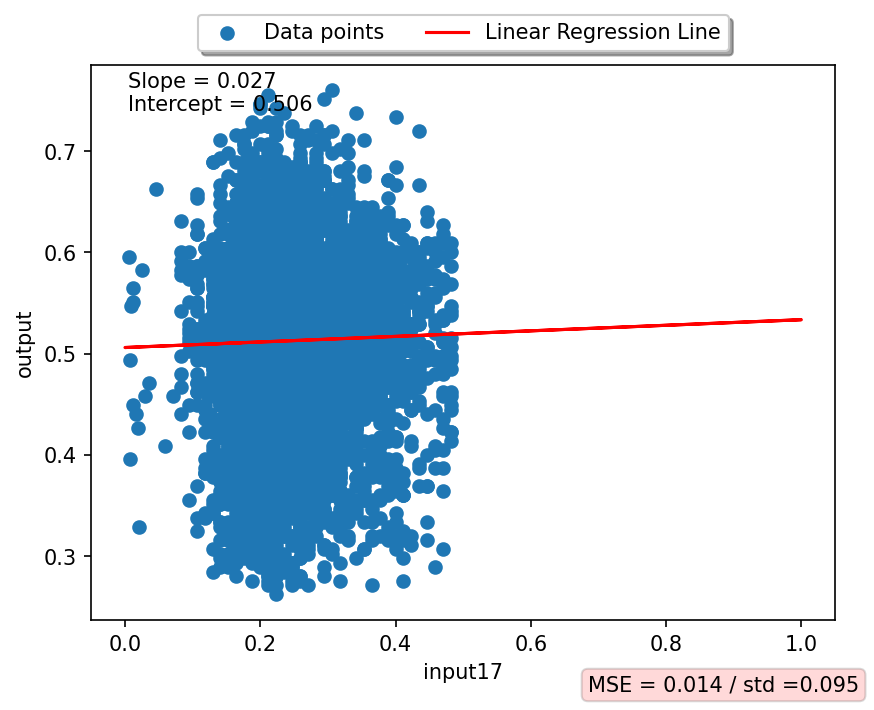 Data points
Linear Regression Line
Slope = 0.027
Intercept = 0.506
output
0.7
0.6
0.5
0.4
0.3
0.0 0.2 0.4 0.6 0.8 1.0
input17
MSE = 0.014 / std =0.095